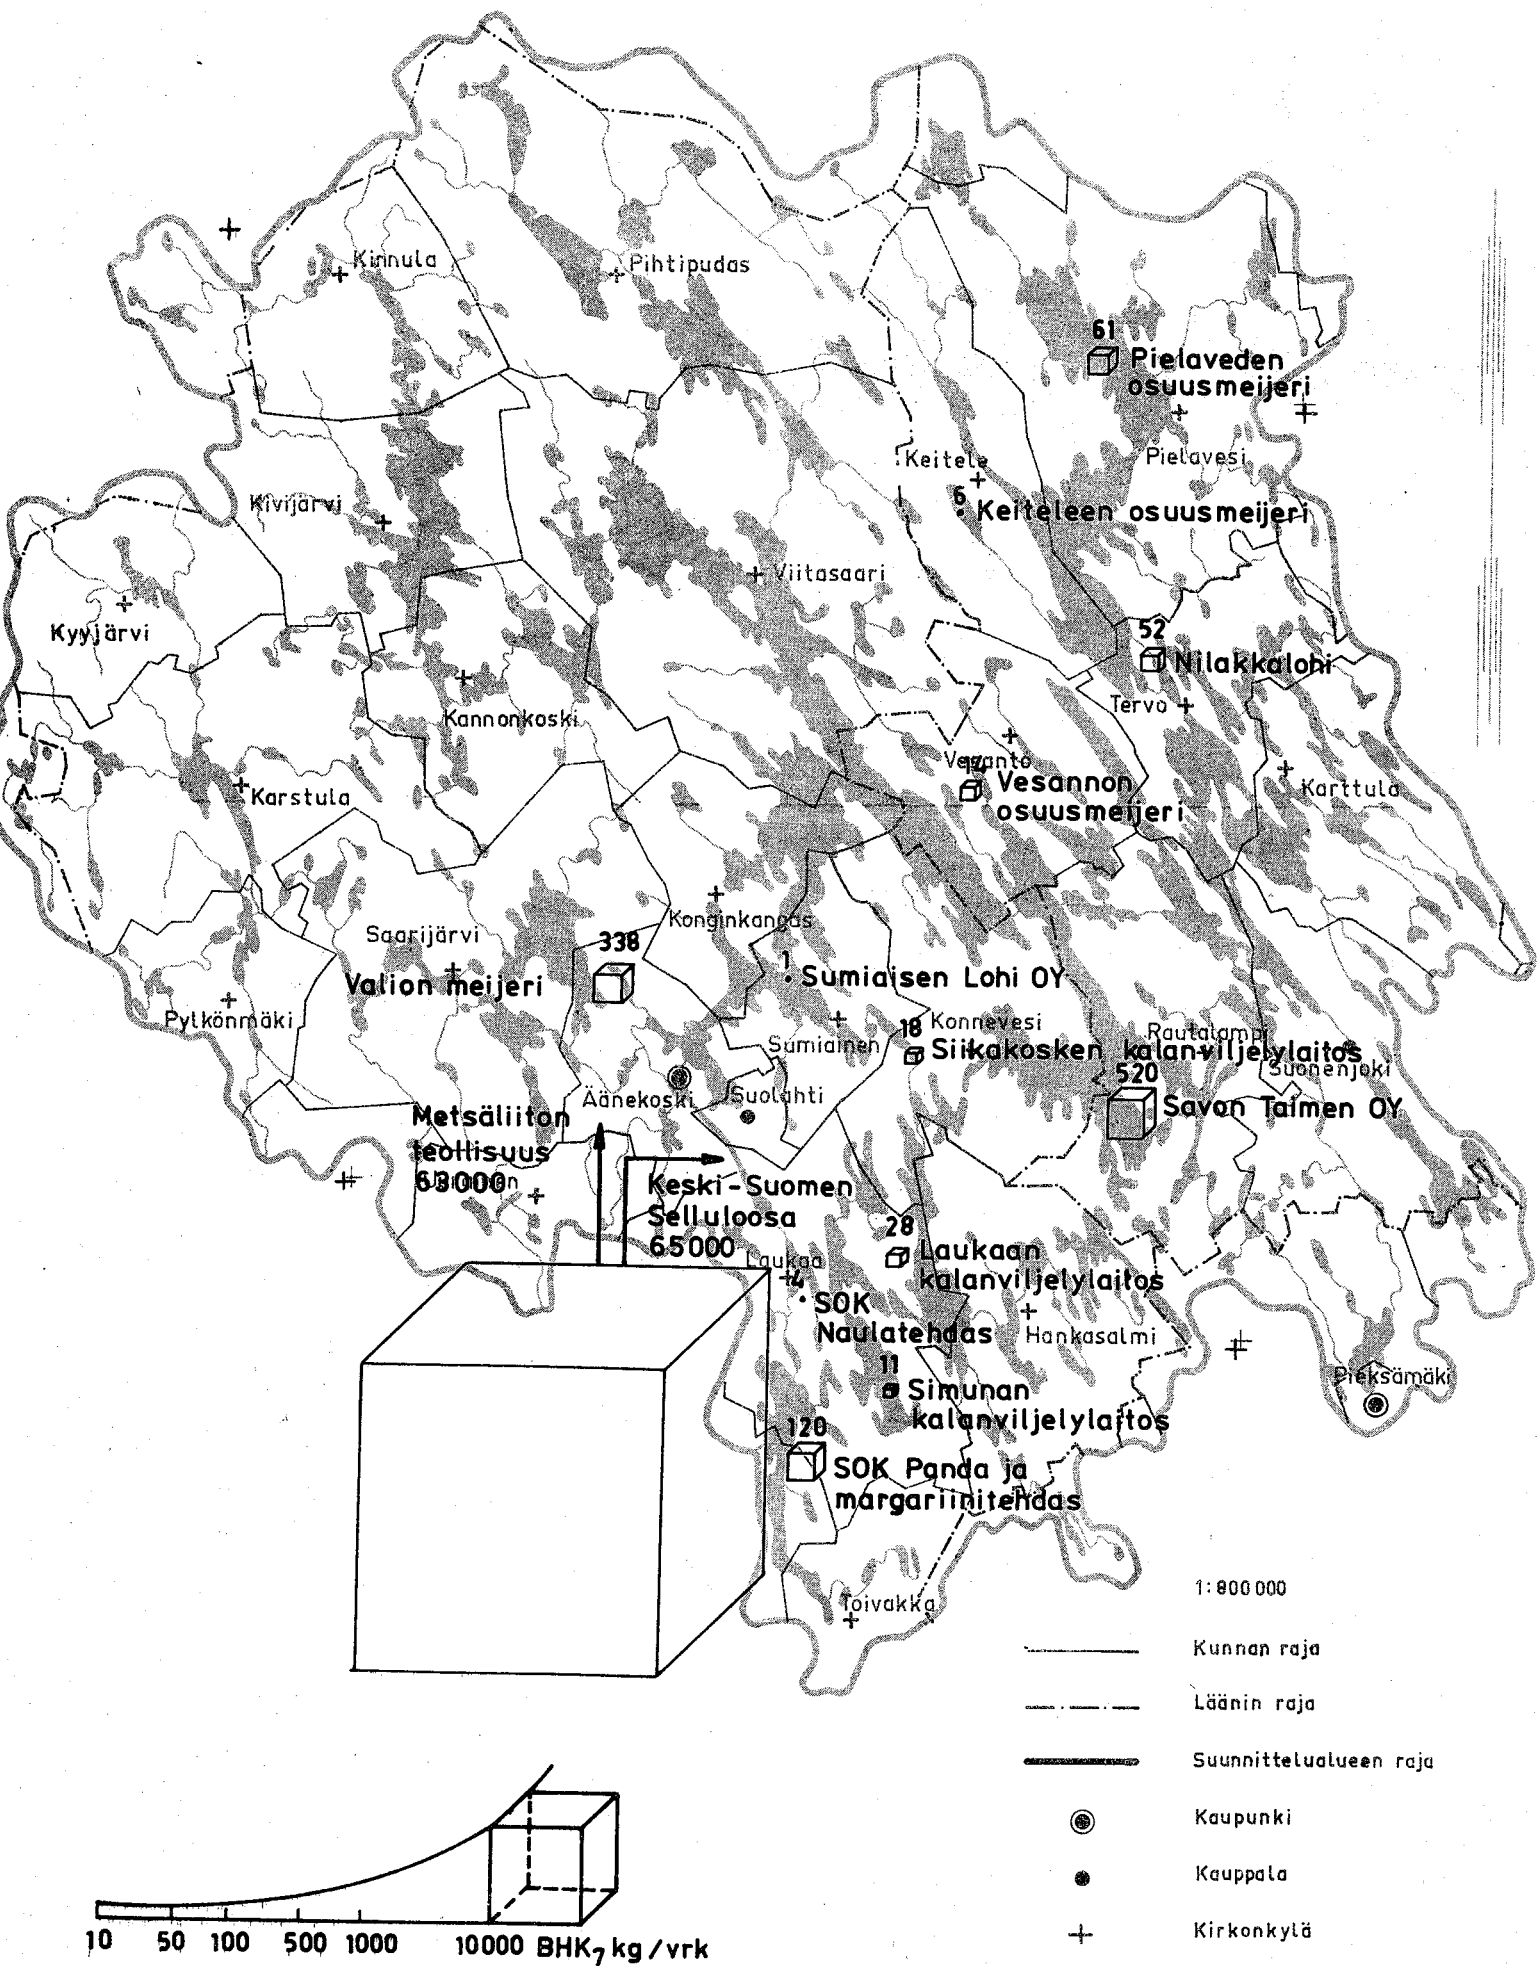 Kinnula
Pihtipudas
61
Pielaveden
osuusmeijeri
Keitele
Pielavesi
6
Keiteleen osuusmeijeri
Kivijärvi
Viitasaari
Kyyjärvi
52
Nilakkalohi
Tervo
Kannonkoski
Vesanto
Vesannon
osuusmeijeri
Karstula
Karttula
Konginkangas
Saarijärvi
338
Valion meijeri
1
Sumiaisen Lohi OY
Pylkönmäki
18
Konnevesi
Sumiainen
Siikakosken kalanviljelylaitos
Rautalampi
Suonenjoki
520
Savon Taimen OY
Äänekoski
Suolahti
Metsäliiton
teollisuus
63000
Keski-Suomen
Selluloosa
65000
28
Laukaan
kalanviljelylaitos
Laukaa
4
SOK
Naulatehdas
Hankasalmi
11
Simunan
kalanviljelylaitos
Pieksämäki
120
SOK Panda ja
margariinitehdas
Toivakka
1:800 000
Kunnan raja
Läänin raja
Suunnittelualueen raja
Kaupunki
Kauppala
Kirkonkylä
10 50 100 500 1000 10000 BHK₇ kg/vrk